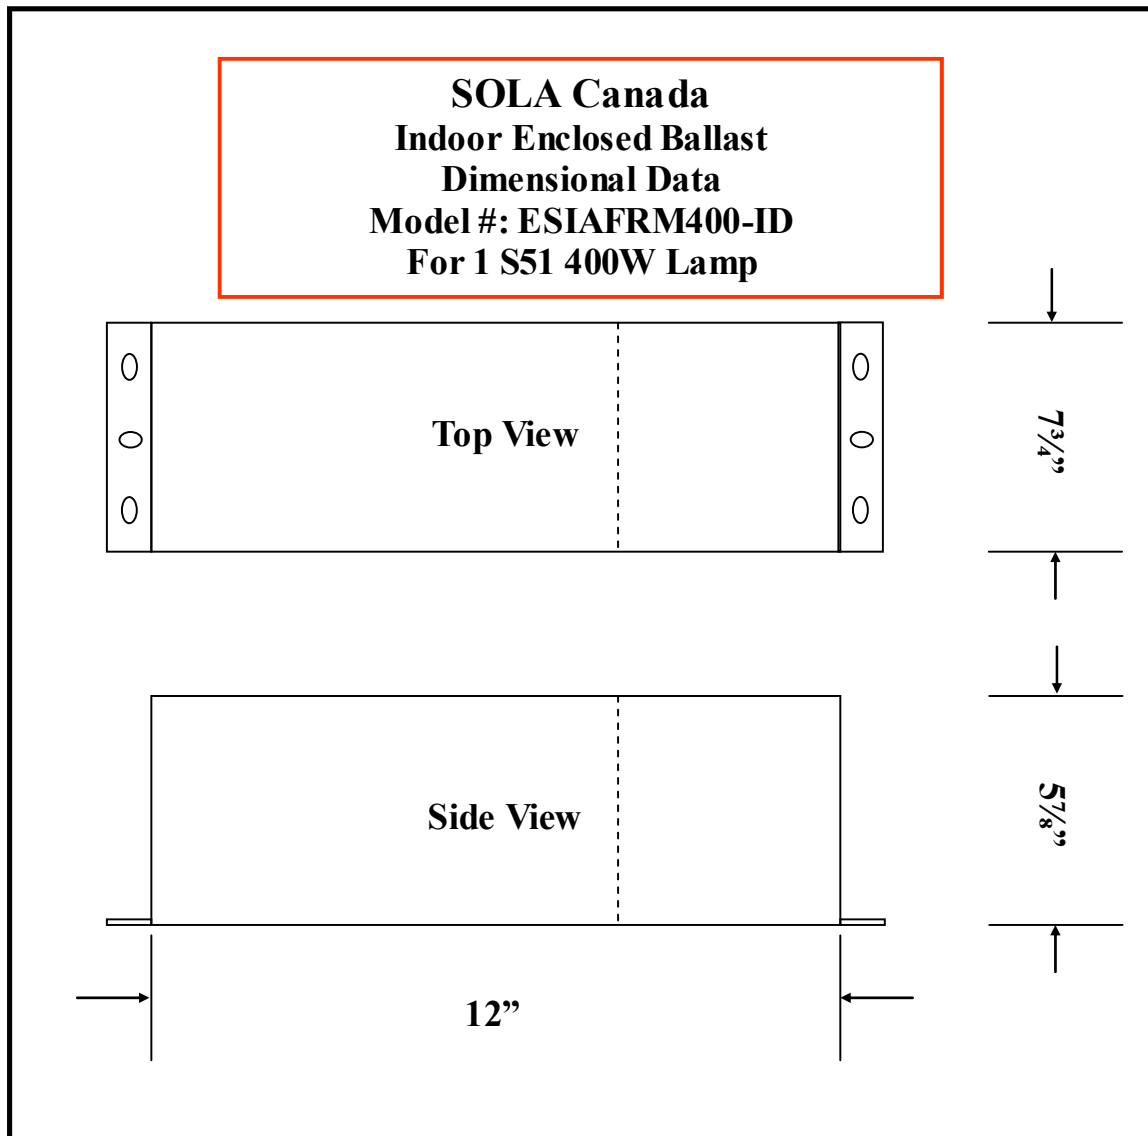 SOLA Canada
Indoor Enclosed Ballast
Dimensional Data
Model #: ESIAFRM400-ID
For 1 S51 400W Lamp
Top View
7¾”
Side View
5⅞”
12”